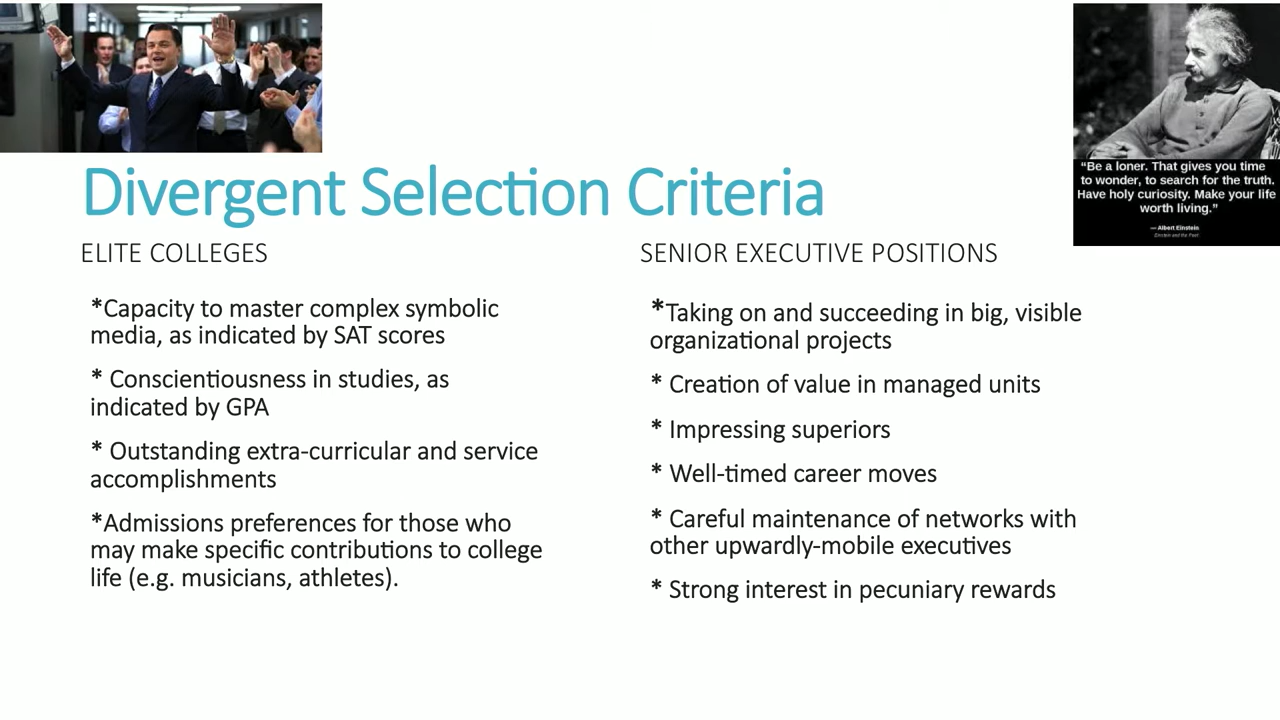 Divergent Selection Criteria
ELITE COLLEGES
*Capacity to master complex symbolic
media, as indicated by SAT scores
* Conscientiousness in studies, as
indicated by GPA
* Outstanding extra-curricular and service
accomplishments
*Admissions preferences for those who
may make specific contributions to college
life (e.g. musicians, athletes).
SENIOR EXECUTIVE POSITIONS
*Taking on and succeeding in big, visible
organizational projects
* Creation of value in managed units
* Impressing superiors
* Well-timed career moves
* Careful maintenance of networks with
other upwardly-mobile executives
* Strong interest in pecuniary rewards
“Be a loner. That gives you time
to wonder, to search for the truth.
Have holy curiosity. Make your life
worth living.”
— Albert Einstein
Einstein and the Poet